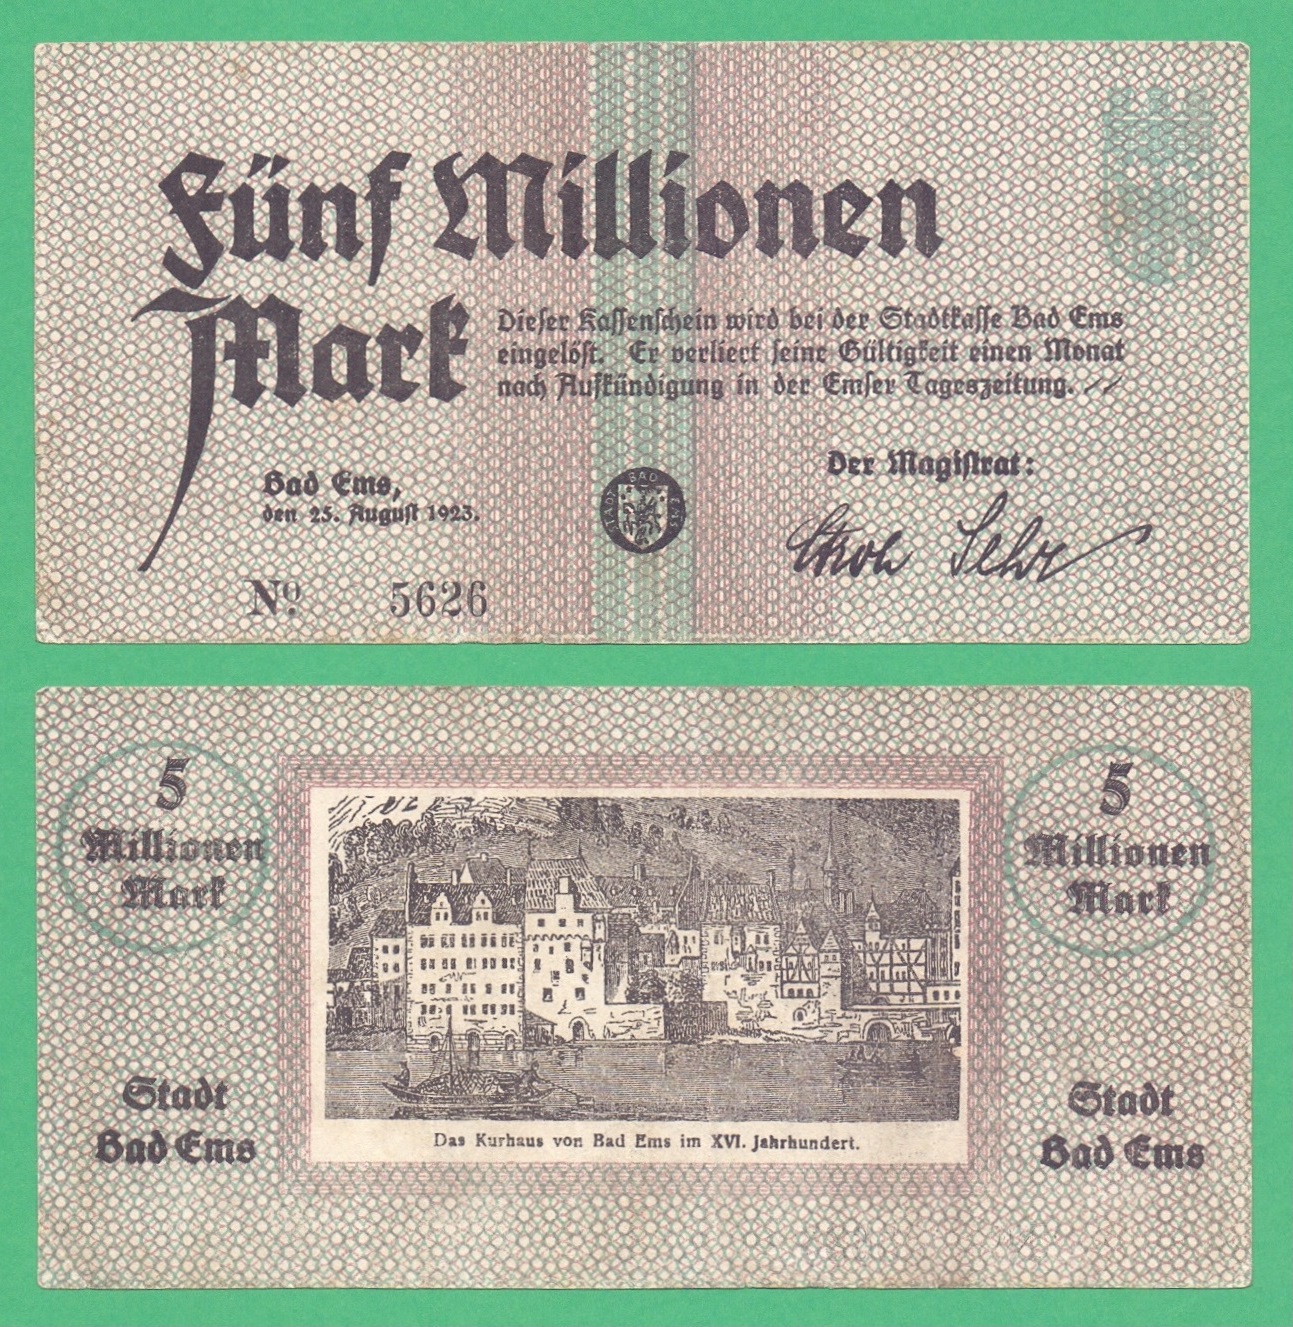 Fünf Millionen
Mark
Dieser Kassenschein wird bei der Stadtkasse Bad Ems
eingelöst. Er verliert seine Gültigkeit einen Monat
nach Aufkündigung in der Emser Tageszeitung.
Der Magistrat:
Bad Ems,
den 25. August 1923.
STADT BAD EMS
No. 5626
5
Millionen
Mark
5
Millionen
Mark
Stadt
Bad Ems
Das Kurhaus von Bad Ems im XVI. Jahrhundert.
Stadt
Bad Ems